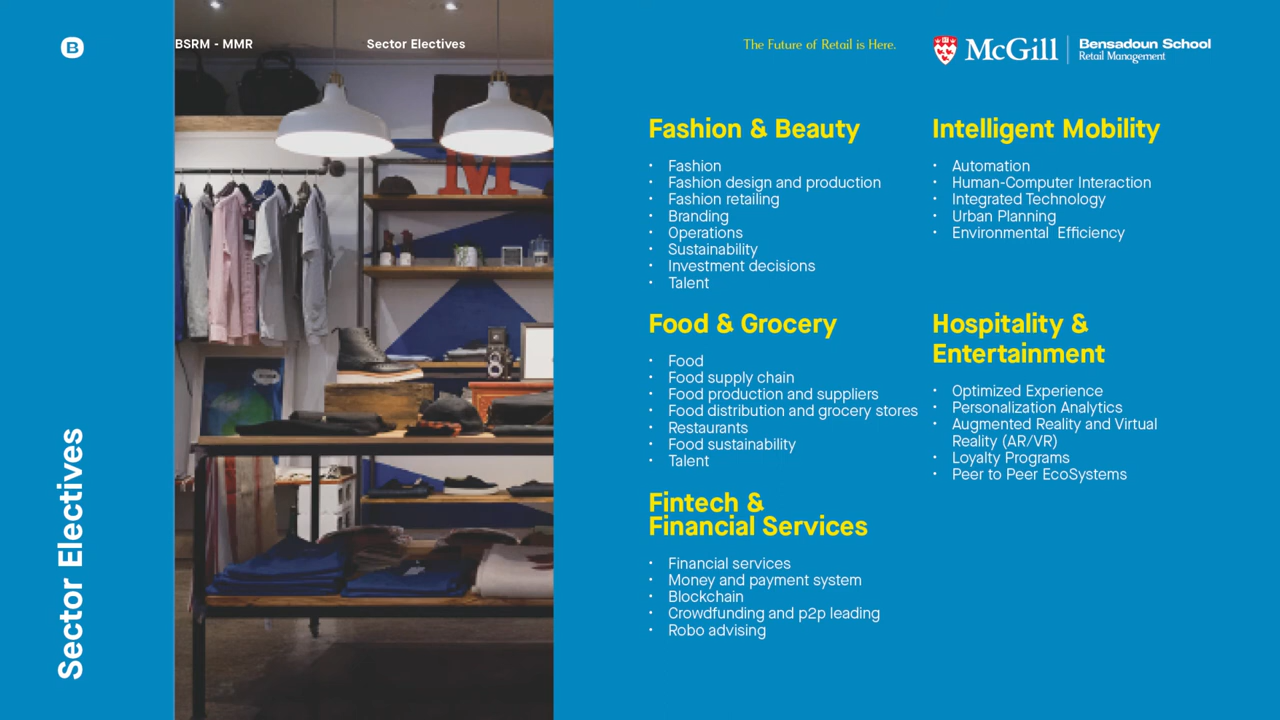 B
BSRM - MMR
Sector Electives
The Future of Retail is Here.
McGill
Bensadoun School
Retail Management
Sector Electives
Fashion & Beauty
• Fashion
• Fashion design and production
• Fashion retailing
• Branding
• Operations
• Sustainability
• Investment decisions
• Talent
Food & Grocery
• Food
• Food supply chain
• Food production and suppliers
• Food distribution and grocery stores
• Restaurants
• Food sustainability
• Talent
Fintech &
Financial Services
• Financial services
• Money and payment system
• Blockchain
• Crowdfunding and p2p leading
• Robo advising
Intelligent Mobility
• Automation
• Human-Computer Interaction
• Integrated Technology
• Urban Planning
• Environmental  Efficiency
Hospitality &
Entertainment
• Optimized Experience
• Personalization Analytics
• Augmented Reality and Virtual
Reality (AR/VR)
• Loyalty Programs
• Peer to Peer EcoSystems
M